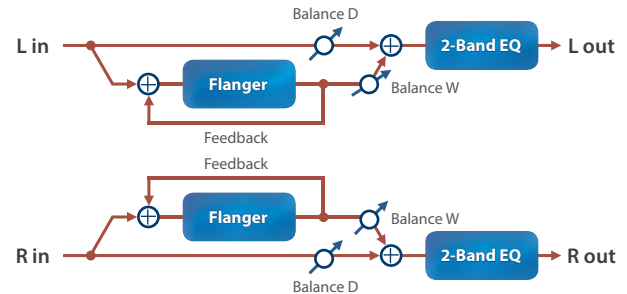 Balance D
L in
2-Band EQ
L out
Flanger
Balance W
Feedback
Feedback
Flanger
Balance W
R in
2-Band EQ
R out
Balance D